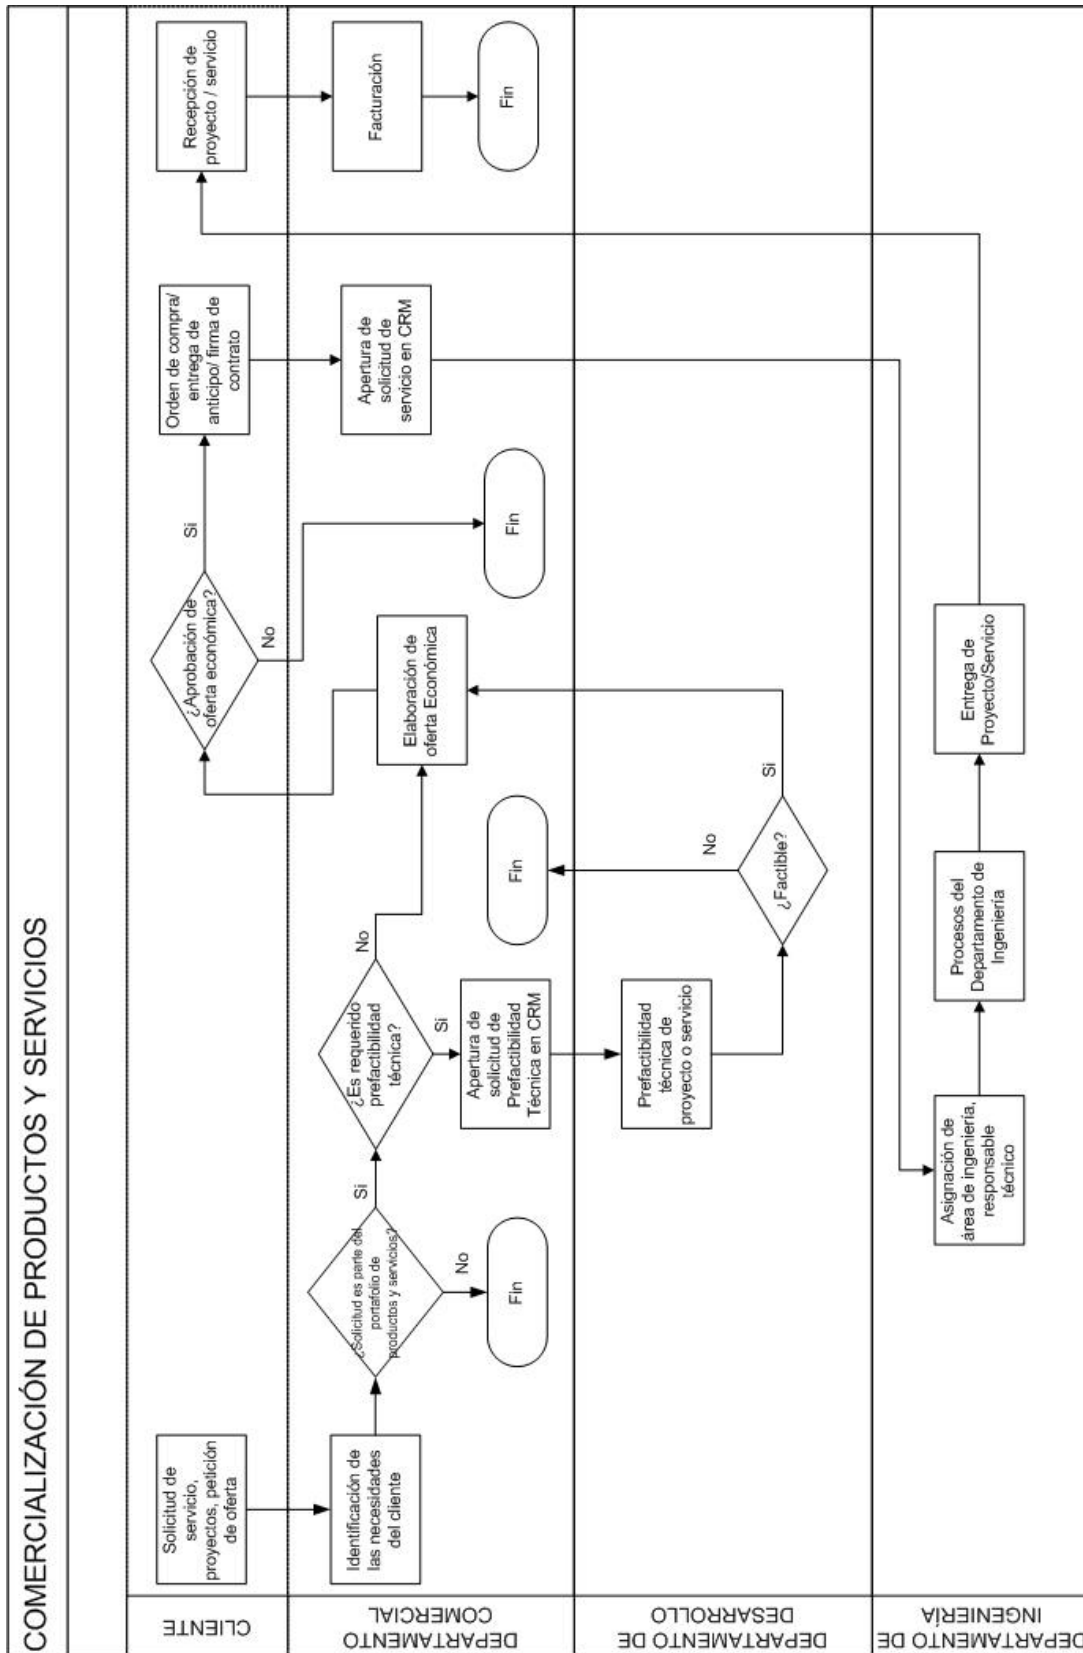 COMERCIALIZACIÓN DE PRODUCTOS Y SERVICIOS
CLIENTE
Solicitud de
servicio,
proyectos, petición
de oferta
¿Aprobación de
oferta económica?
Si
No
Orden de compra/
entrega de
anticipo/ firma de
contrato
Recepción de
proyecto / servicio
DEPARTAMENTO
COMERCIAL
Identificación de
las necesidades
del cliente
¿Solicitud es parte del
portafolio de
productos y servicios?
Si
No
Fin
¿Es requerido
prefactibilidad
técnica?
No
Si
Apertura de
solicitud de
Prefactibilidad
Técnica en CRM
Fin
Elaboración de
oferta Económica
Fin
Apertura de
solicitud de
servicio en CRM
Facturación
Fin
DEPARTAMENTO DE
DESARROLLO
Prefactibilidad
técnica de
proyecto o servicio
¿Factible?
No
Si
DEPARTAMENTO DE
INGENIERÍA
Asignación de
área de ingeniería,
responsable
técnico
Procesos del
Departamento de
Ingeniería
Entrega de
Proyecto/Servicio